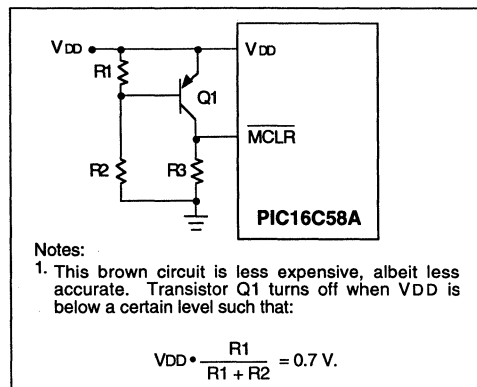 VDD
VDD
R1
Q1
MCLR
R2
R3
PIC16C58A
Notes:
1. This brown circuit is less expensive, albeit less
accurate. Transistor Q1 turns off when VDD is
below a certain level such that:
VDD • R1 / R1 + R2 = 0.7 V.